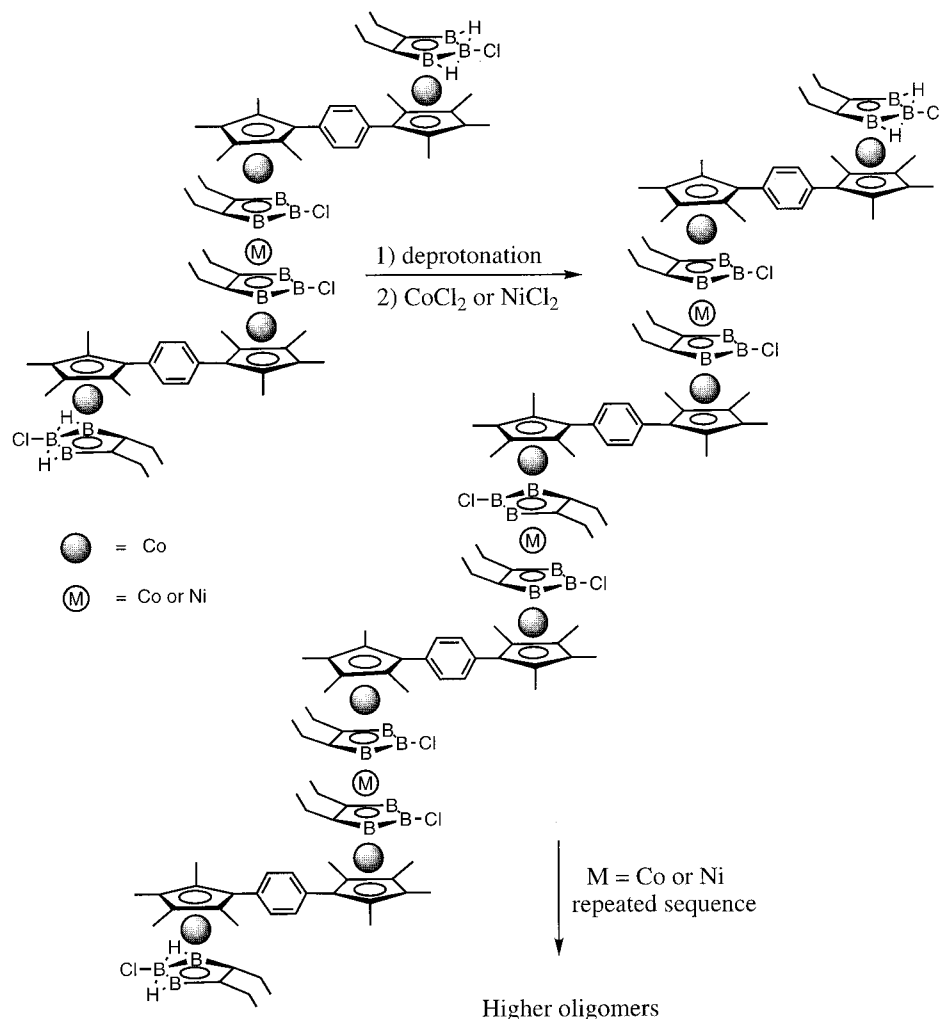 H
B
B Cl
B
H
H
B
B C
B
H
B
B-Cl
B
M
B
B-Cl
B
1) deprotonation
2) CoCl₂ or NiCl₂
B
B-Cl
B
M
B
B-Cl
B
H
B
Cl-B
B
H
Cl-B
B
B
M
B
B-Cl
B
= Co
M = Co or Ni
B
B-Cl
B
M
B
B-Cl
B
M = Co or Ni
repeated sequence
H
B
Cl-B
B
H
Higher oligomers